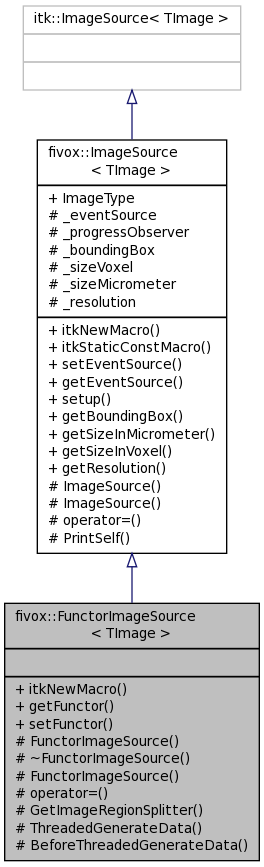 itk::ImageSource< TImage >
fivox::ImageSource
< TImage >
+ ImageType
# _eventSource
# _progressObserver
# _boundingBox
# _sizeVoxel
# _sizeMicrometer
# _resolution
+ itkNewMacro()
+ itkStaticConstMacro()
+ setEventSource()
+ getEventSource()
+ setup()
+ getBoundingBox()
+ getSizeInMicrometer()
+ getSizeInVoxel()
+ getResolution()
# ImageSource()
# ImageSource()
# operator=()
# PrintSelf()
fivox::FunctorImageSource
< TImage >
+ itkNewMacro()
+ getFunctor()
+ setFunctor()
# FunctorImageSource()
# ~FunctorImageSource()
# FunctorImageSource()
# operator=()
# GetImageRegionSplitter()
# ThreadedGenerateData()
# BeforeThreadedGenerateData()